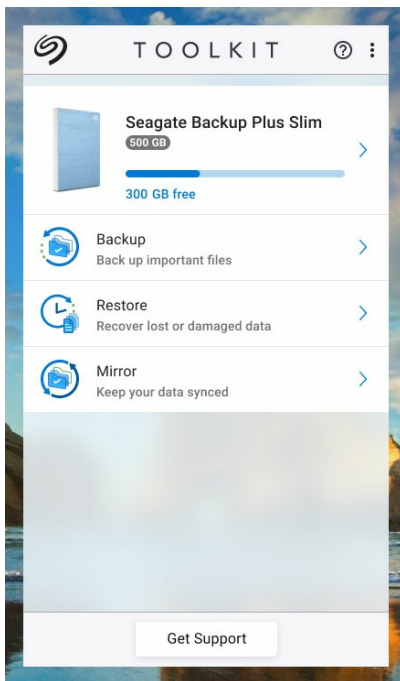 TOOLKIT
Seagate Backup Plus Slim
500 GB
300 GB free
Backup
Back up important files
Restore
Recover lost or damaged data
Mirror
Keep your data synced
Get Support